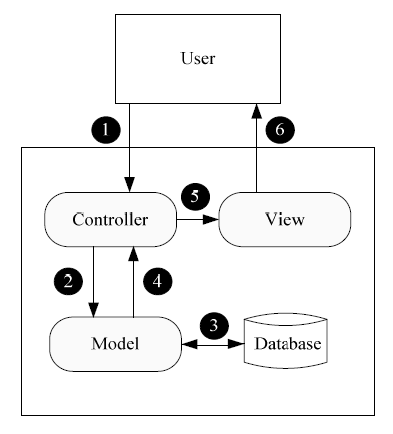 User
1
6
Controller
5
View
2
4
Model
3
Database